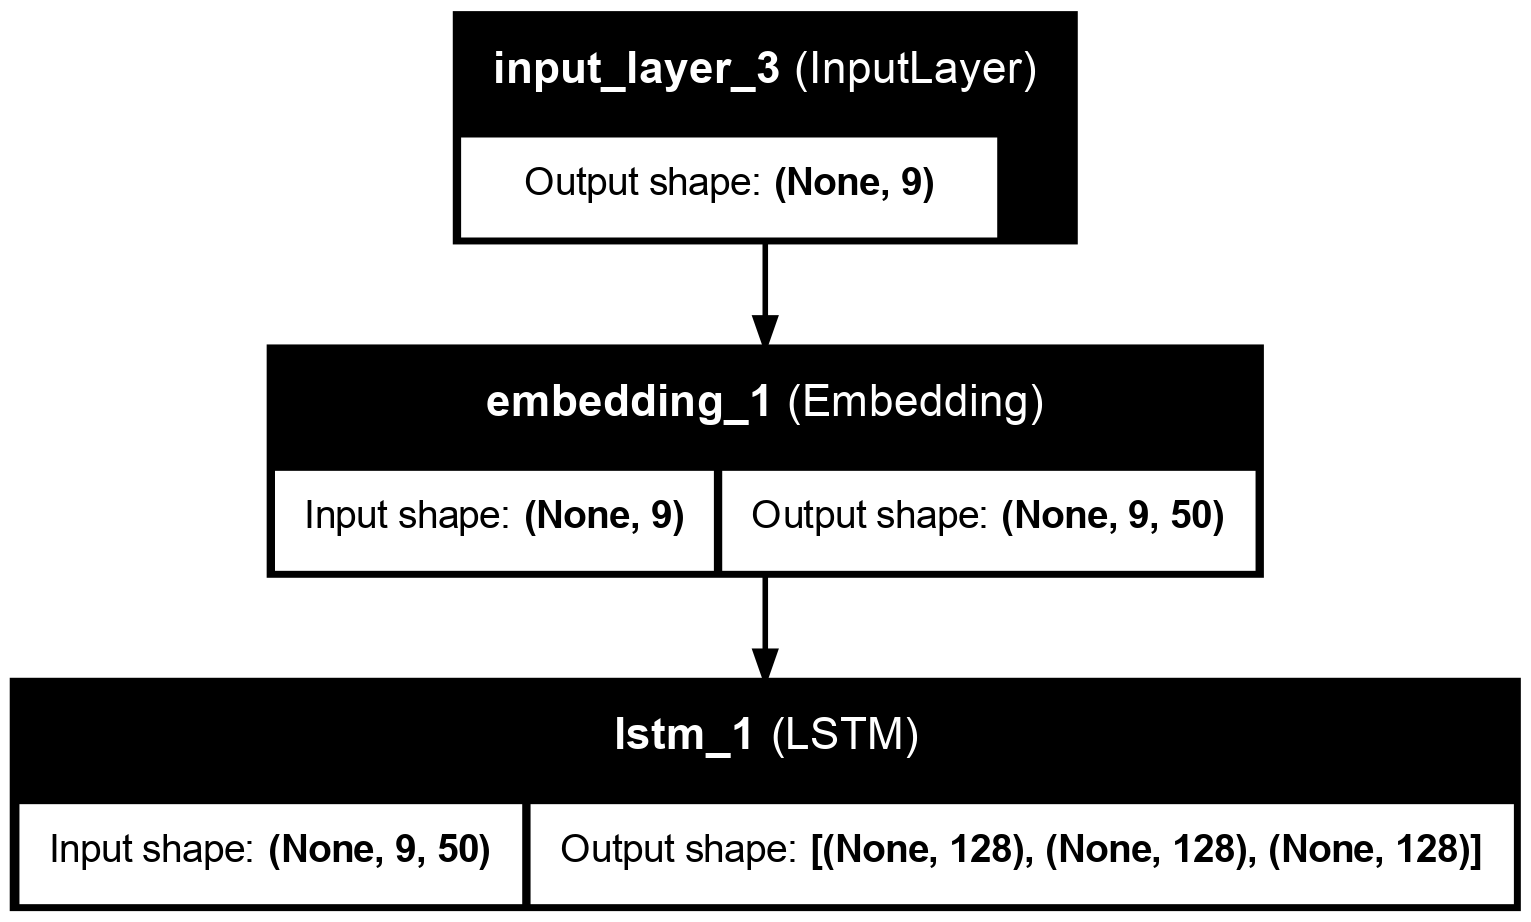 input_layer_3 (InputLayer)
Output shape: (None, 9)
embedding_1 (Embedding)
Input shape: (None, 9)
Output shape: (None, 9, 50)
lstm_1 (LSTM)
Input shape: (None, 9, 50)
Output shape: [(None, 128), (None, 128), (None, 128)]